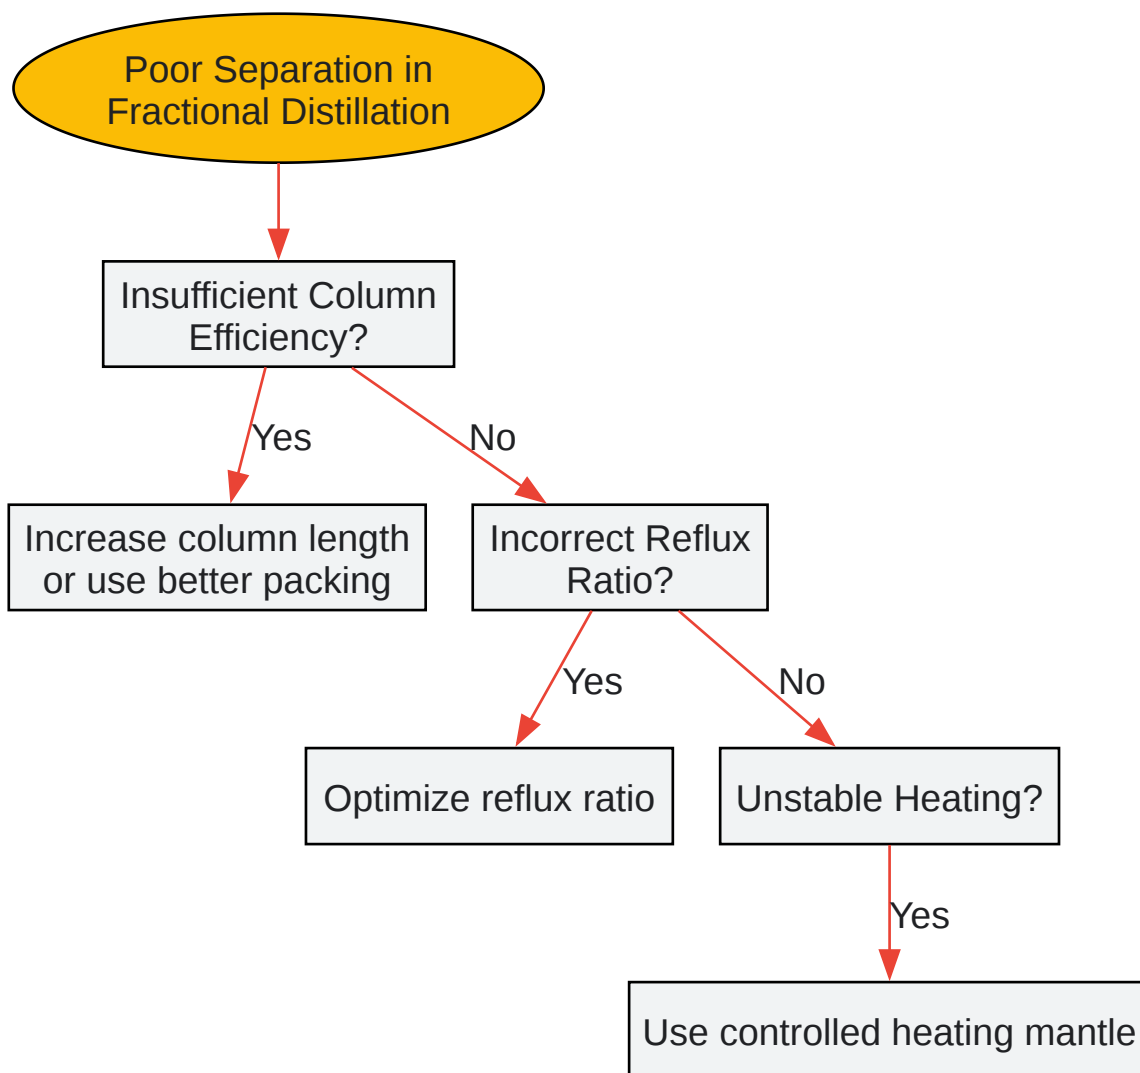 Poor Separation in
Fractional Distillation
Insufficient Column
Efficiency?
Yes
No
Increase column length
or use better packing
Incorrect Reflux
Ratio?
Yes
No
Optimize reflux ratio
Unstable Heating?
Yes
Use controlled heating mantle